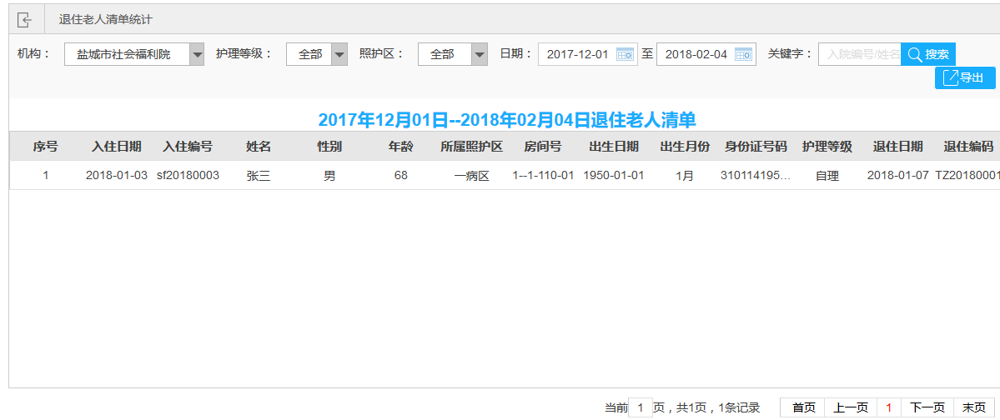 退住老人清单统计
机构： 盐城市社会福利院 护理等级： 全部 照护区： 全部 日期： 2017-12-01 至 2018-02-04 关键字： 入院编号/姓名 搜索
导出
2017年12月01日--2018年02月04日退住老人清单
序号 入住日期 入住编号 姓名 性别 年龄 所属照护区 房间号 出生日期 出生月份 身份证号码 护理等级 退住日期 退住编码
1 2018-01-03 sf20180003 张三 男 68 一病区 1--1-110-01 1950-01-01 1月 310114195... 自理 2018-01-07 TZ20180001
当前 1 页，共1页，1条记录 首页 上一页 1 下一页 末页